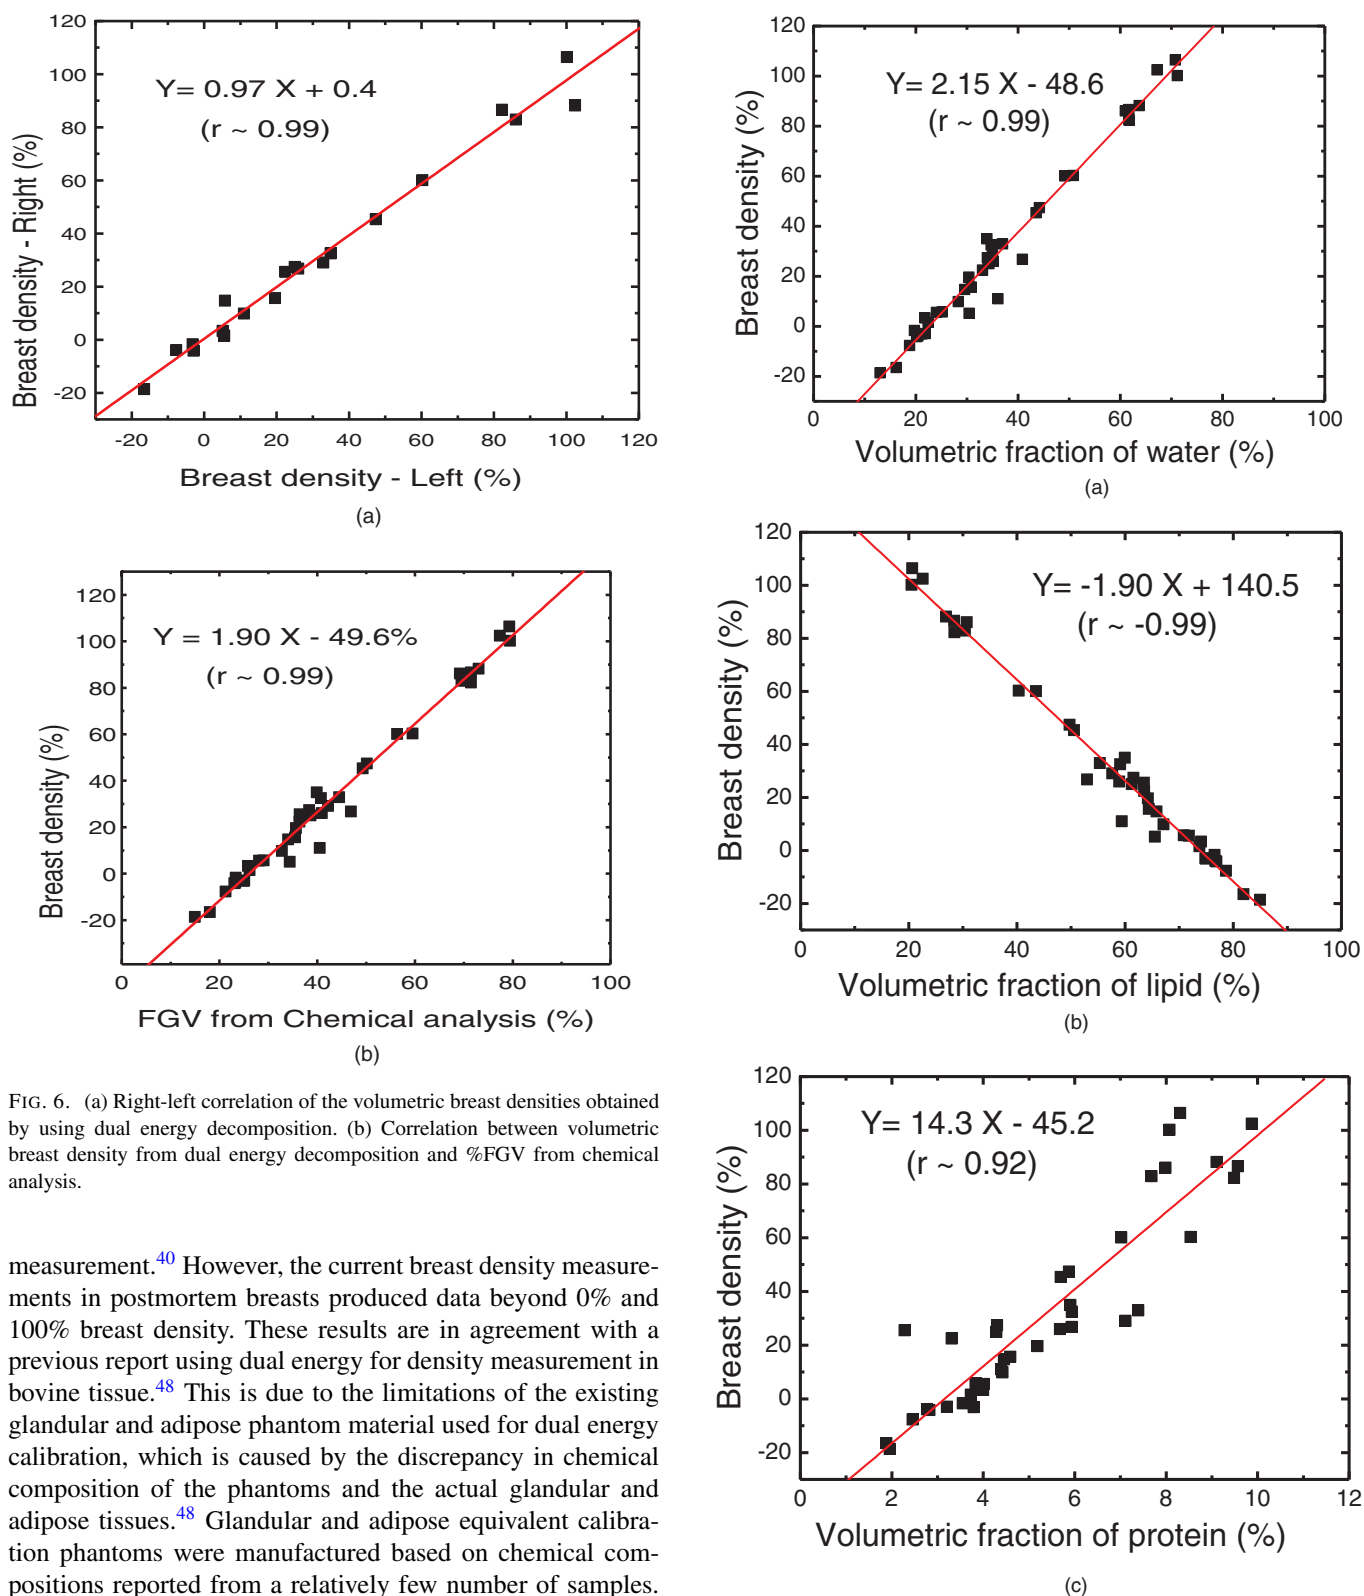 120
100
80
60
40
20
0
-20
Breast density - Right (%)
Y= 0.97 X + 0.4
(r ~ 0.99)
-20 0 20 40 60 80 100 120
Breast density - Left (%)
(a)
120
100
80
60
40
20
0
-20
Breast density (%)
Y = 1.90 X - 49.6%
(r ~ 0.99)
0 20 40 60 80 100
FGV from Chemical analysis (%)
(b)
FIG. 6. (a) Right-left correlation of the volumetric breast densities obtained
by using dual energy decomposition. (b) Correlation between volumetric
breast density from dual energy decomposition and %FGV from chemical
analysis.
measurement.40 However, the current breast density measure-
ments in postmortem breasts produced data beyond 0% and
100% breast density. These results are in agreement with a
previous report using dual energy for density measurement in
bovine tissue.48 This is due to the limitations of the existing
glandular and adipose phantom material used for dual energy
calibration, which is caused by the discrepancy in chemical
composition of the phantoms and the actual glandular and
adipose tissues.48 Glandular and adipose equivalent calibra-
tion phantoms were manufactured based on chemical com-
positions reported from a relatively few number of samples.
120
100
80
60
40
20
0
-20
Breast density (%)
Y= 2.15 X - 48.6
(r ~ 0.99)
0 20 40 60 80 100
Volumetric fraction of water (%)
(a)
120
100
80
60
40
20
0
-20
Breast density (%)
Y= -1.90 X + 140.5
(r ~ -0.99)
0 20 40 60 80 100
Volumetric fraction of lipid (%)
(b)
120
100
80
60
40
20
0
-20
Breast density (%)
Y= 14.3 X - 45.2
(r ~ 0.92)
0 2 4 6 8 10 12
Volumetric fraction of protein (%)
(c)